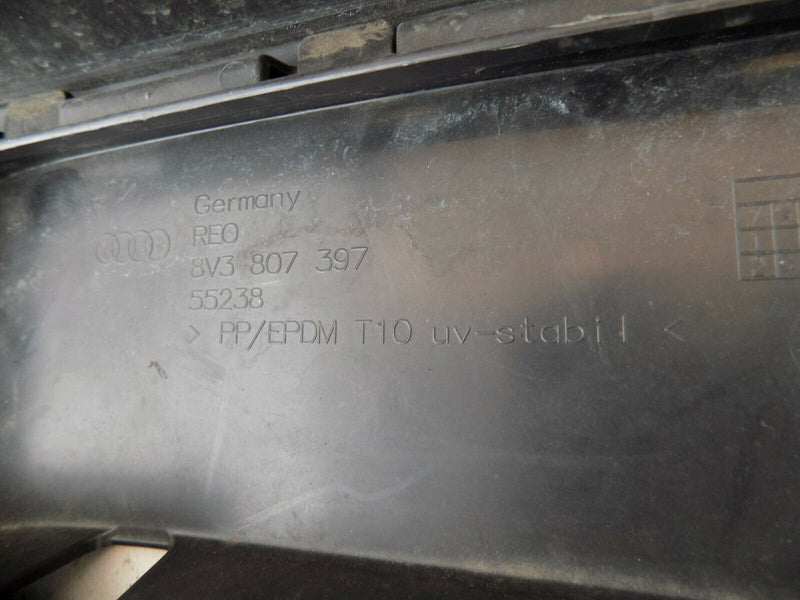 Germany
REO
8V3 807 397
55238
> PP/EPDM T10 uv-stabil <